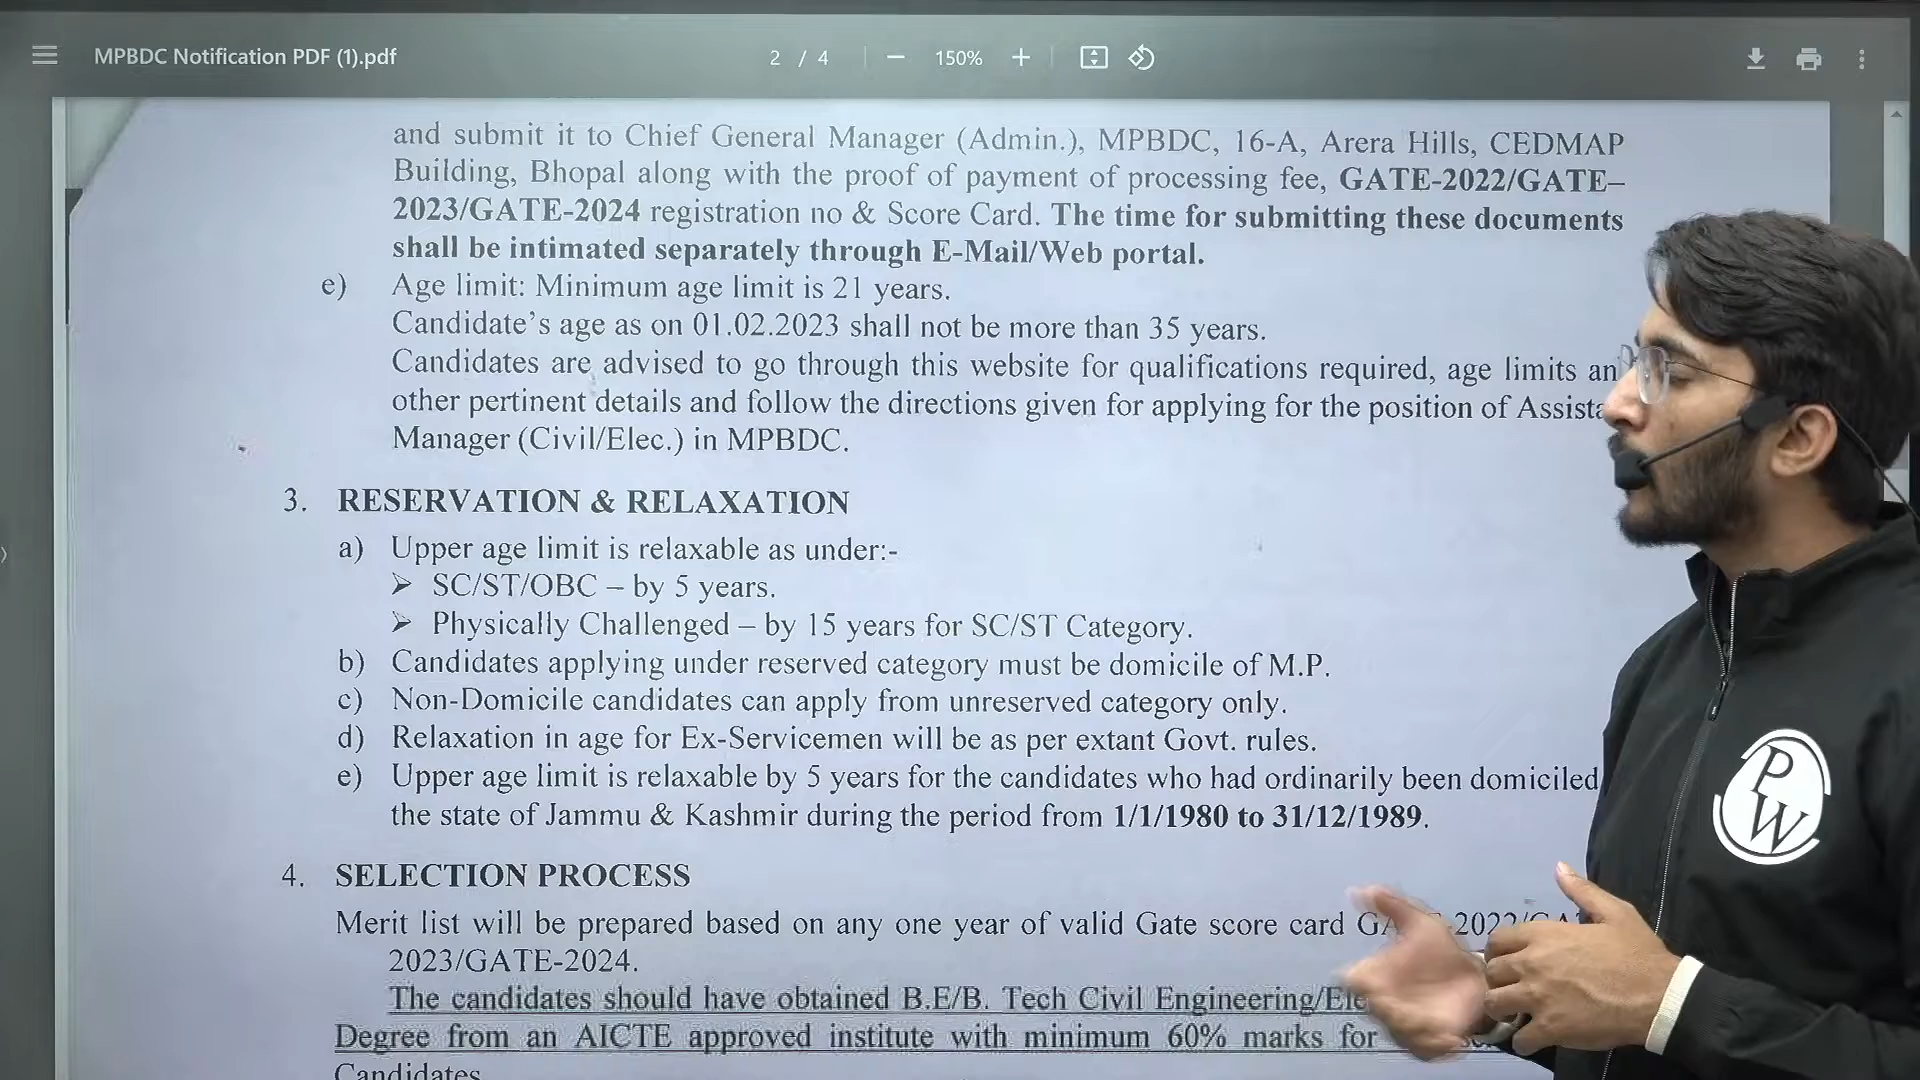 MPBDC Notification PDF (1).pdf
2 / 4
150%
and submit it to Chief General Manager (Admin.), MPBDC, 16-A, Arera Hills, CEDMAP
Building, Bhopal along with the proof of payment of processing fee, GATE-2022/GATE–
2023/GATE-2024 registration no & Score Card. The time for submitting these documents
shall be intimated separately through E-Mail/Web portal.
e) Age limit: Minimum age limit is 21 years.
Candidate's age as on 01.02.2023 shall not be more than 35 years.
Candidates are advised to go through this website for qualifications required, age limits an
other pertinent details and follow the directions given for applying for the position of Assista
Manager (Civil/Elec.) in MPBDC.
3. RESERVATION & RELAXATION
a) Upper age limit is relaxable as under:-
➢ SC/ST/OBC – by 5 years.
➢ Physically Challenged – by 15 years for SC/ST Category.
b) Candidates applying under reserved category must be domicile of M.P.
c) Non-Domicile candidates can apply from unreserved category only.
d) Relaxation in age for Ex-Servicemen will be as per extant Govt. rules.
e) Upper age limit is relaxable by 5 years for the candidates who had ordinarily been domiciled
the state of Jammu & Kashmir during the period from 1/1/1980 to 31/12/1989.
4. SELECTION PROCESS
Merit list will be prepared based on any one year of valid Gate score card
2023/GATE-2024.
The candidates should have obtained B.E/B. Tech Civil Engineering/Ele
Degree from an AICTE approved institute with minimum 60% marks for
Candidates
PW